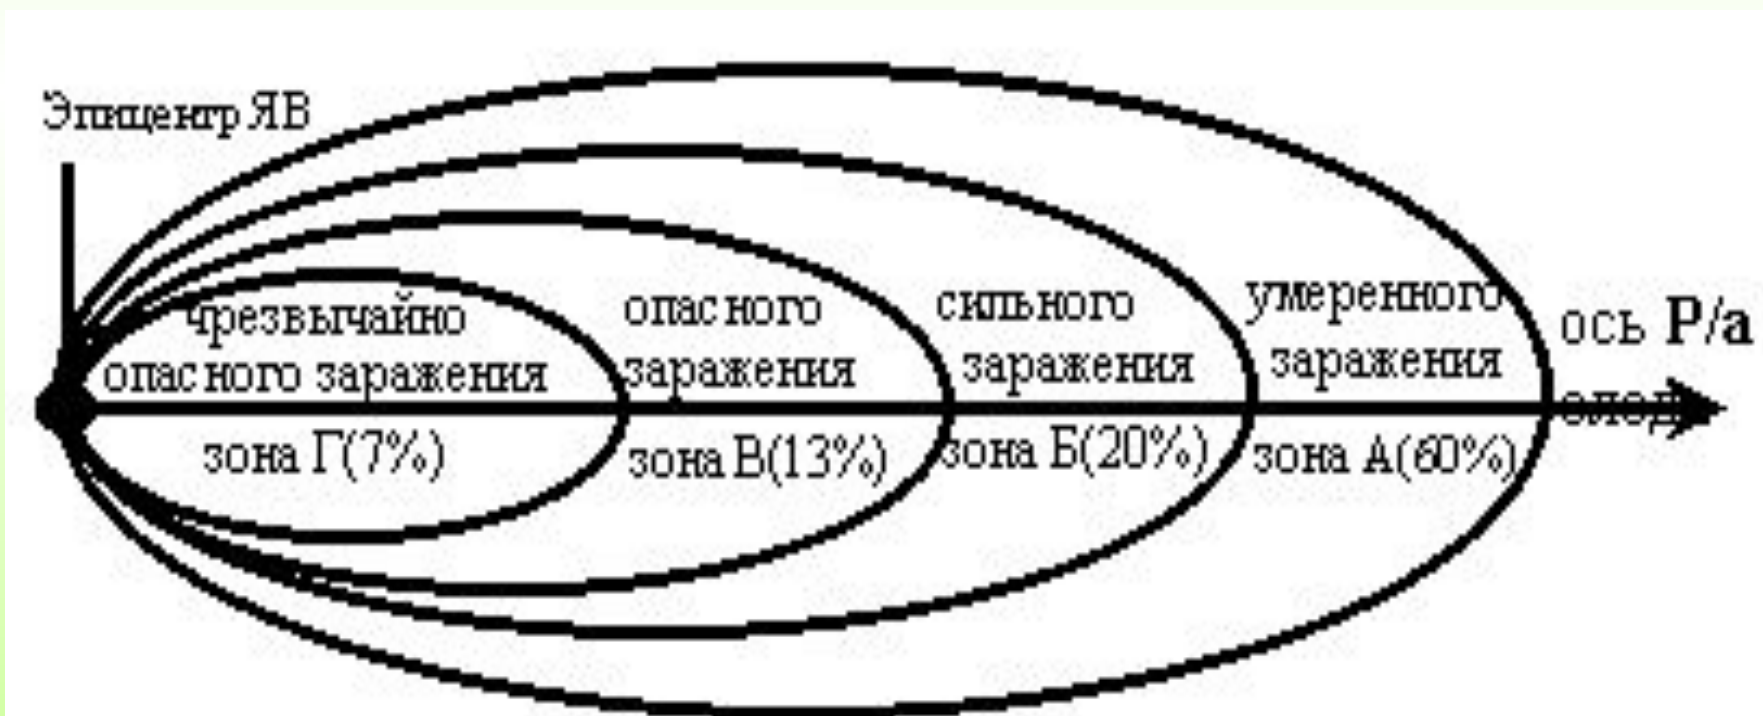 Эпицентр ЯВ
чрезвычайно
опасного заражения
зона Г(7%)
опасного
заражения
зона В(13%)
сильного
заражения
зона Б(20%)
умеренного
заражения
зона А(60%)
ось Р/а